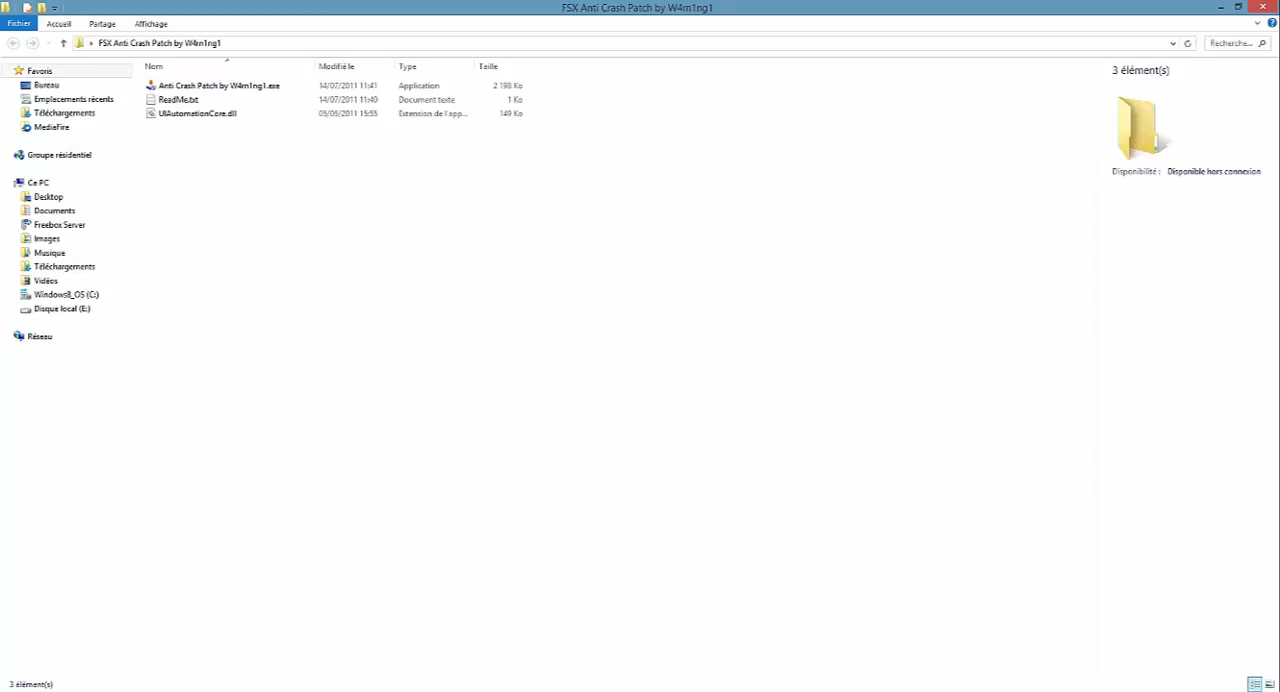 FSX Anti Crash Patch by W4rn1ng1
Fichier Accueil Partage Affichage
FSX Anti Crash Patch by W4rn1ng1 Recherche...
Nom Modifié le Type Taille
Anti Crash Patch by W4rn1ng1.exe 14/07/2011 11:41 Application 2 198 Ko
ReadMe.txt 14/07/2011 11:40 Document texte 1 Ko
UIAutomationCore.dll 05/05/2011 15:55 Extension de l'app... 149 Ko
Favoris
Bureau
Emplacements récents
Téléchargements
MediaFire
Groupe résidentiel
Ce PC
Desktop
Documents
Freebox Server
Images
Musique
Téléchargements
Vidéos
Windows8_OS (C:)
Disque local (E:)
Réseau
3 élément(s)
Disponibilité : Disponible hors connexion
3 élément(s)